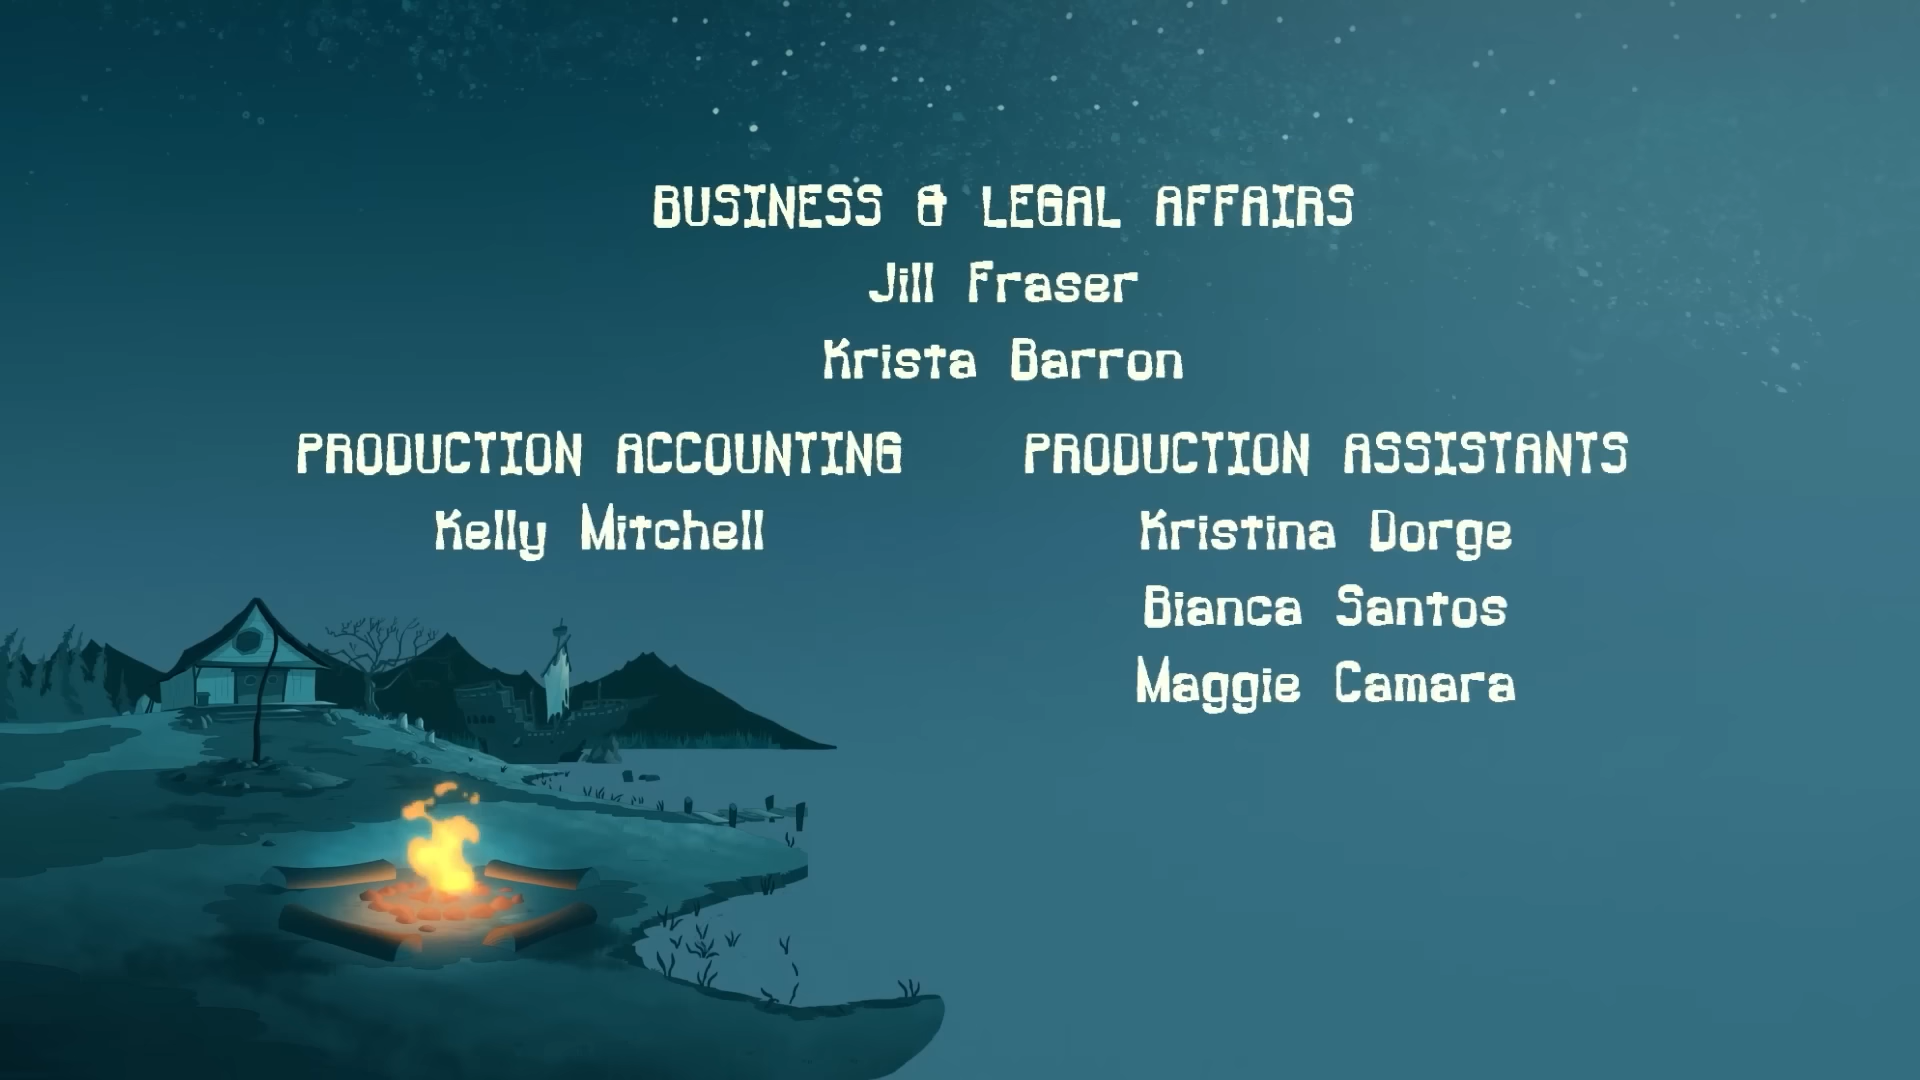 BUSINESS & LEGAL AFFAIRS
Jill Fraser
Krista Barron
PRODUCTION ACCOUNTING
Kelly Mitchell
PRODUCTION ASSISTANTS
Kristina Dorge
Bianca Santos
Maggie Camara